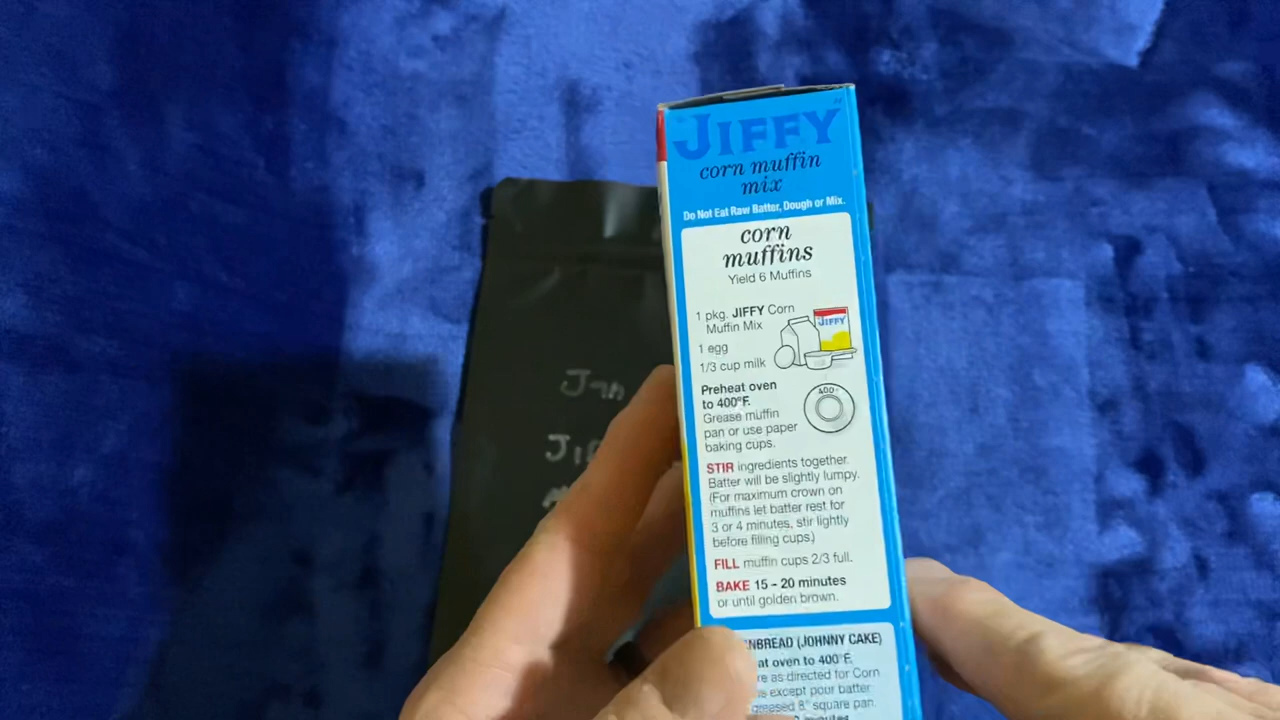 JIFFY
corn muffin
mix
Do Not Eat Raw Batter, Dough or Mix.
corn
muffins
Yield 6 Muffins
1 pkg. JIFFY Corn
Muffin Mix
JIFFY
1 egg
1/3 cup milk
Preheat oven
to 400°F.
400°
Grease muffin
pan or use paper
baking cups.
STIR ingredients together.
Batter will be slightly lumpy.
(For maximum crown on
muffins let batter rest for
3 or 4 minutes, stir lightly
before filling cups.)
FILL muffin cups 2/3 full.
BAKE 15 - 20 minutes
or until golden brown.
(JOHNNY CAKE)
oven to 400°F.
as directed for Corn
except pour batter
8" square pan.
minutes